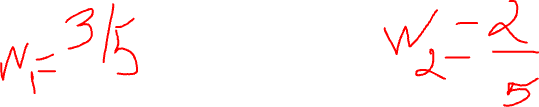 W₁ = 3/5
W₂ = 2/5